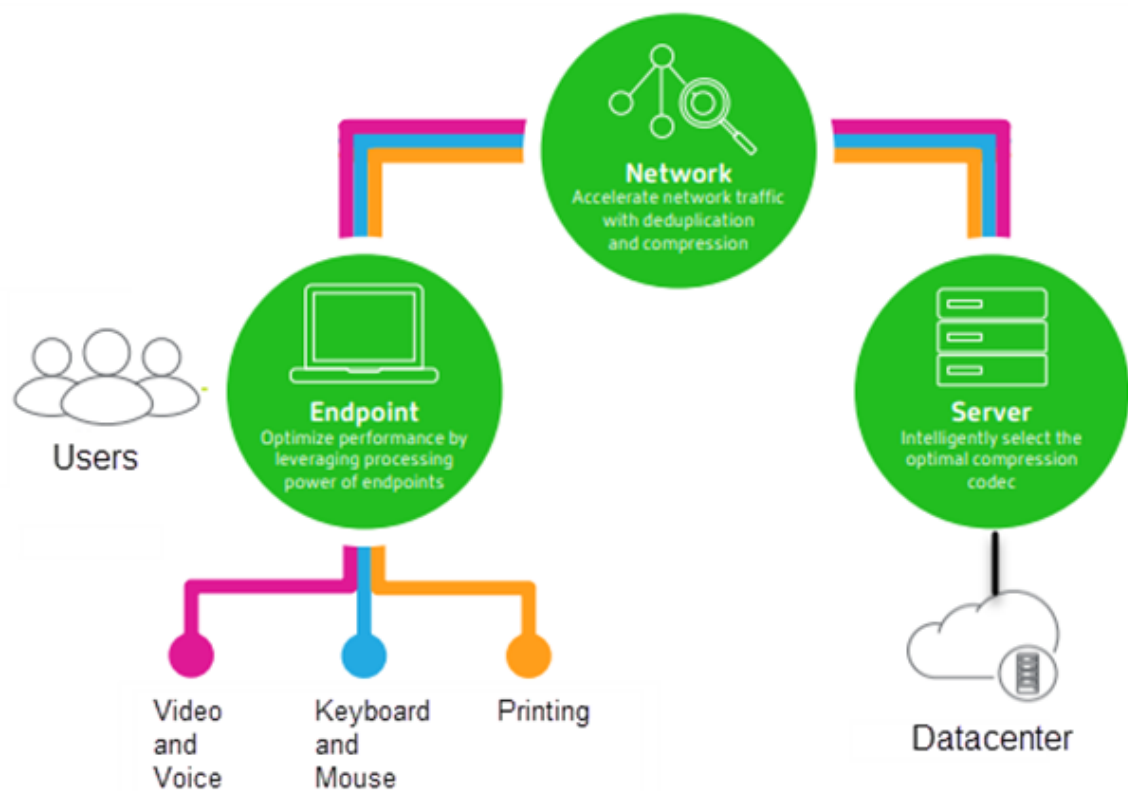 Network
Accelerate network traffic
with deduplication
and compression
Endpoint
Optimize performance by
leveraging processing
power of endpoints
Server
Intelligently select the
optimal compression
codec
Users
Video
and
Voice
Keyboard
and
Mouse
Printing
Datacenter